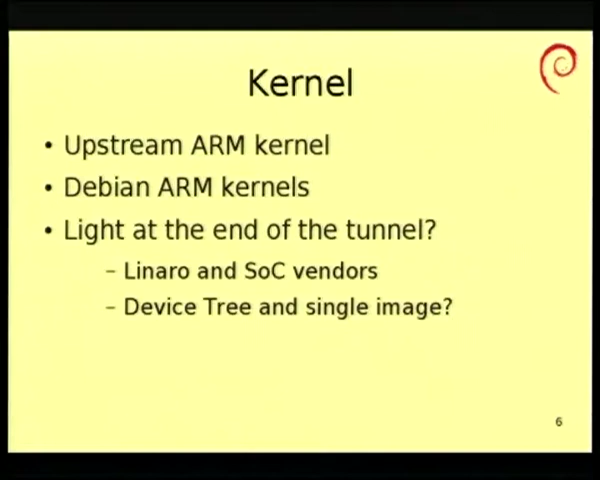 Kernel
• Upstream ARM kernel
• Debian ARM kernels
• Light at the end of the tunnel?
– Linaro and SoC vendors
– Device Tree and single image?
6